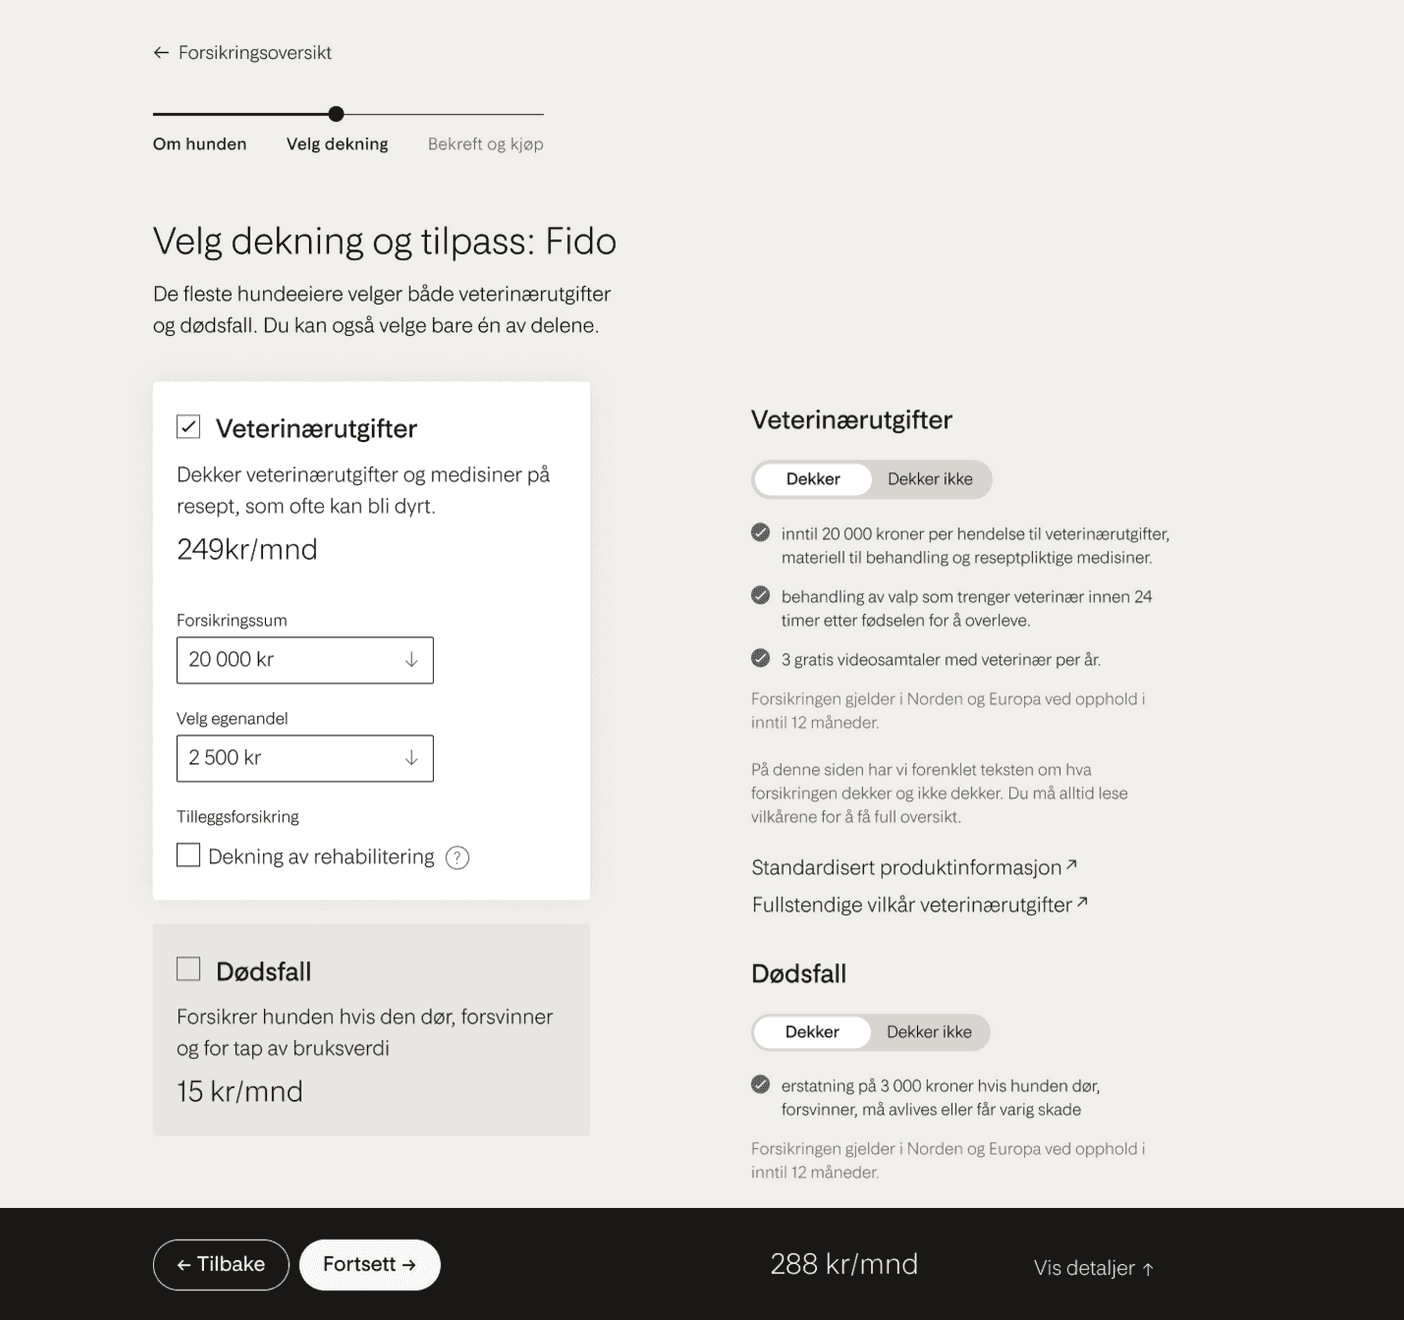 ← Forsikringsoversikt
Om hunden
Velg dekning
Bekreft og kjøp
Velg dekning og tilpass: Fido
De fleste hundeeiere velger både veterinærutgifter
og dødsfall. Du kan også velge bare én av delene.
Veterinærutgifter
Dekker veterinærutgifter og medisiner på
resept, som ofte kan bli dyrt.
249kr/mnd
Forsikringssum
20 000 kr ↓
Velg egenandel
2 500 kr ↓
Tilleggsforsikring
Dekning av rehabilitering ?
Dødsfall
Forsikrer hunden hvis den dør, forsvinner
og for tap av bruksverdi
15 kr/mnd
Veterinærutgifter
Dekker
Dekker ikke
inntil 20 000 kroner per hendelse til veterinærutgifter,
materiell til behandling og reseptpliktige medisiner.
behandling av valp som trenger veterinær innen 24
timer etter fødselen for å overleve.
3 gratis videosamtaler med veterinær per år.
Forsikringen gjelder i Norden og Europa ved opphold i
inntil 12 måneder.
På denne siden har vi forenklet teksten om hva
forsikringen dekker og ikke dekker. Du må alltid lese
vilkårene for å få full oversikt.
Standardisert produktinformasjon ↗
Fullstendige vilkår veterinærutgifter ↗
Dødsfall
Dekker
Dekker ikke
erstatning på 3 000 kroner hvis hunden dør,
forsvinner, må avlives eller får varig skade
Forsikringen gjelder i Norden og Europa ved opphold i
inntil 12 måneder.
← Tilbake
Fortsett →
288 kr/mnd
Vis detaljer ↑